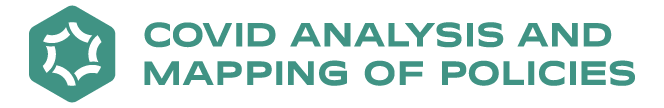 COVID ANALYSIS AND
MAPPING OF POLICIES